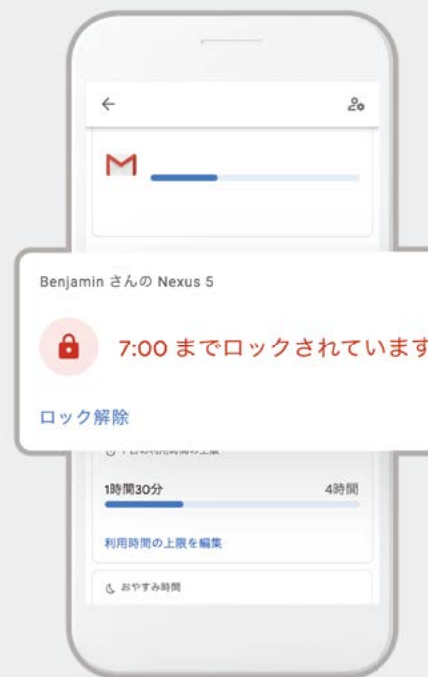 Benjamin さんの Nexus 5
7:00 までロックされています
ロック解除
1時間30分 4時間
利用時間の上限を編集
おやすみ時間